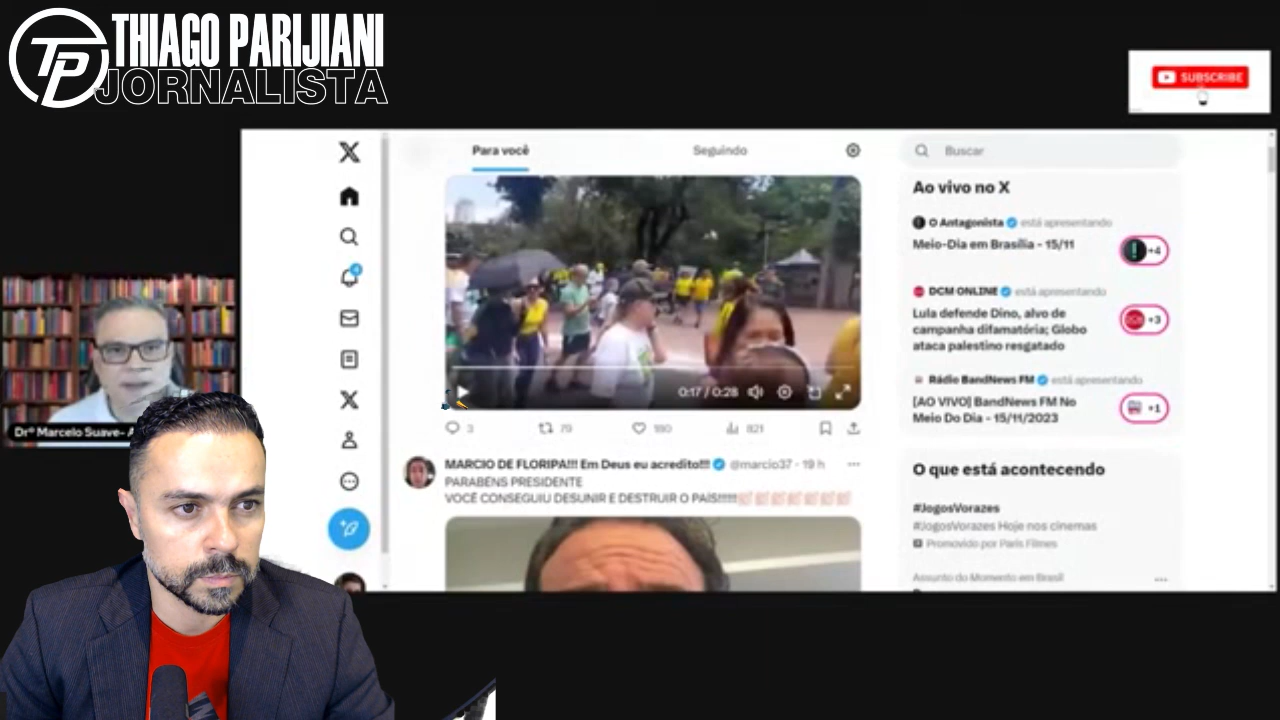 TP
THIAGO PARIJIANI
JORNALISTA
SUBSCRIBE
Para você
Seguindo
Buscar
Ao vivo no X
O Antagonista está apresentando
Meio-Dia em Brasília - 15/11
+4
DCM ONLINE está apresentando
Lula defende Dino, alvo de
campanha difamatória; Globo
ataca palestino resgatado
+3
Rádio BandNews FM está apresentando
[AO VIVO] BandNews FM No
Meio Do Dia - 15/11/2023
+1
0:17 / 0:28
3
79
190
821
MARCIO DE FLORIPA!!! Em Deus eu acredito!!! @marcio37 · 19 h
PARABENS PRESIDENTE
VOCÊ CONSEGUIU DESUNIR E DESTRUIR O PAÍS!!!!!!
O que está acontecendo
#JogosVorazes
#JogosVorazes Hoje nos cinemas
Promovido por Paris Filmes
Assunto do Momento em Brasil
Drº Marcelo Suave- A